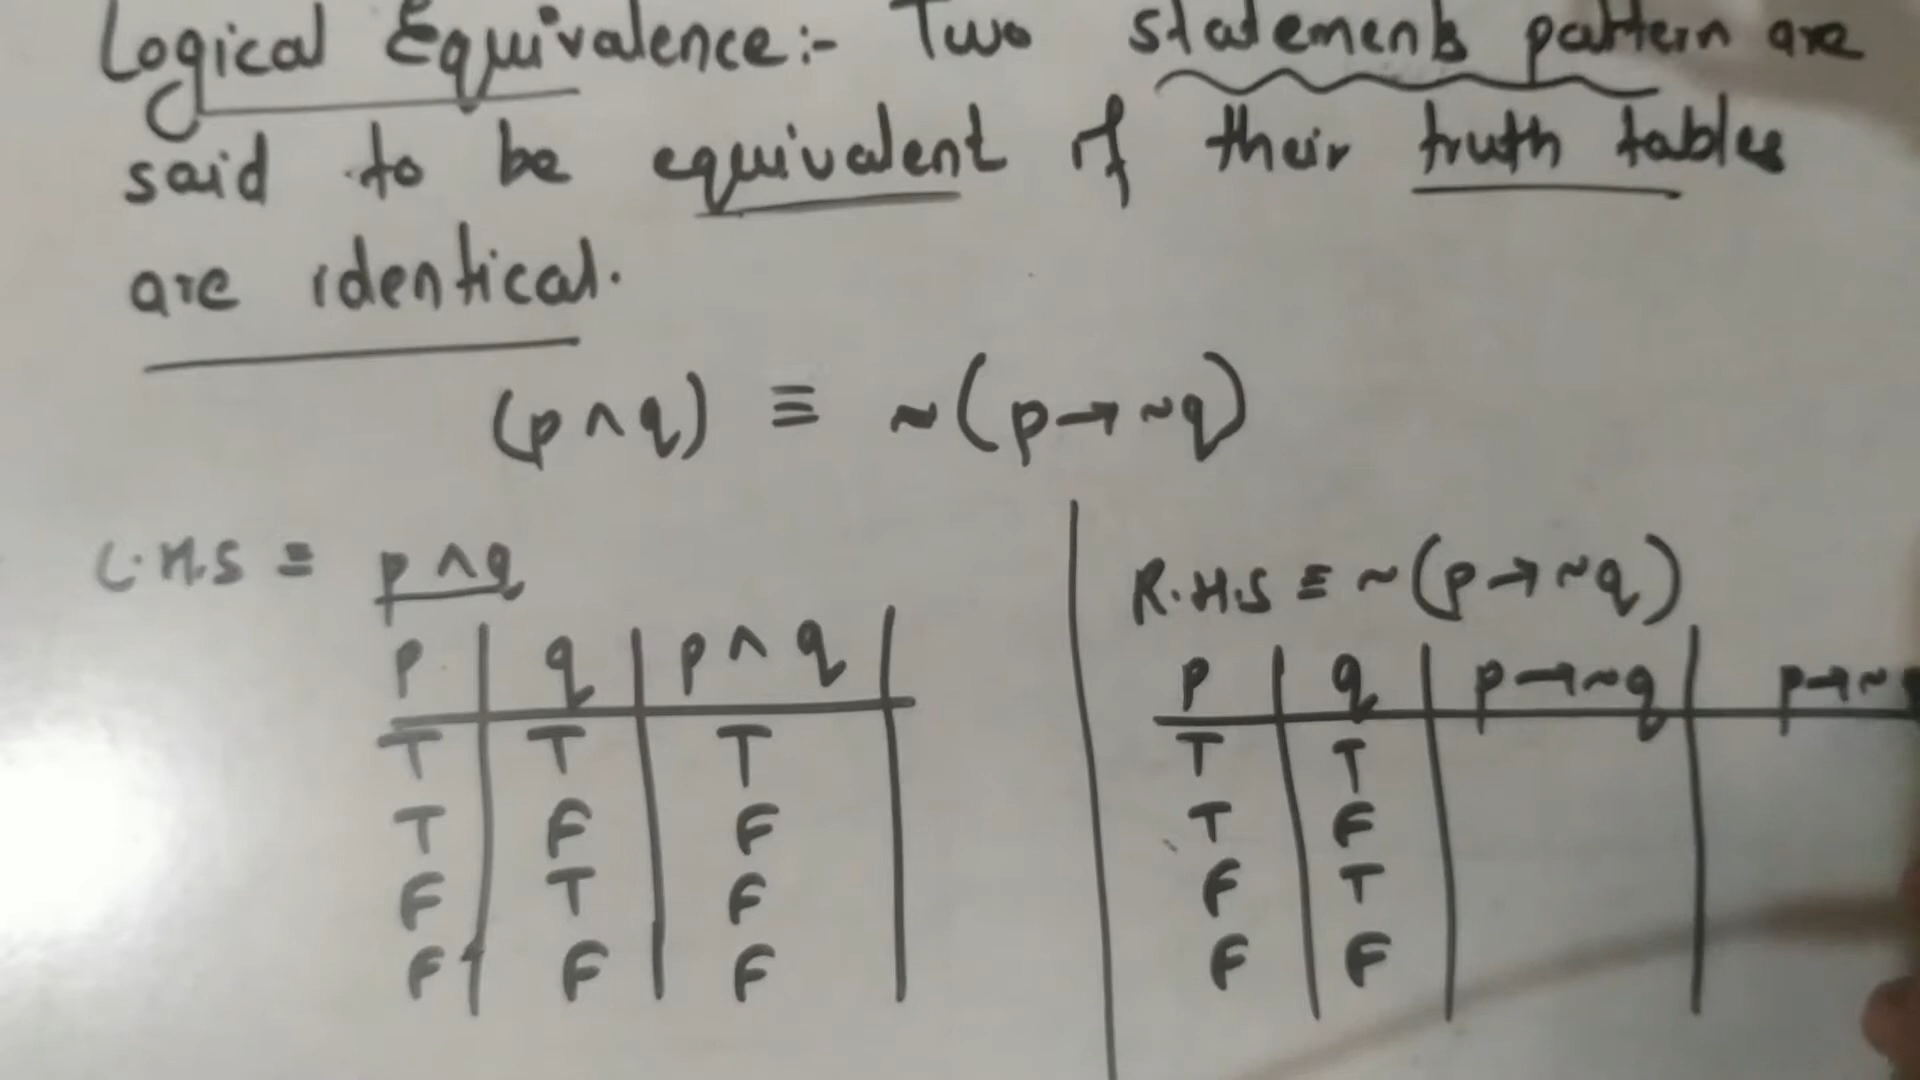 Logical Equivalence:- Two statements pattern are
said to be equivalent if their truth tables
are identical.
(p ∧ q) ≡ ~(p→~q)
L.H.S ≡ p ∧ q
p q p ∧ q
T T T
T F F
F T F
F F F
R.H.S ≡ ~(p→~q)
p q p→~q p→~
T T
T F
F T
F F